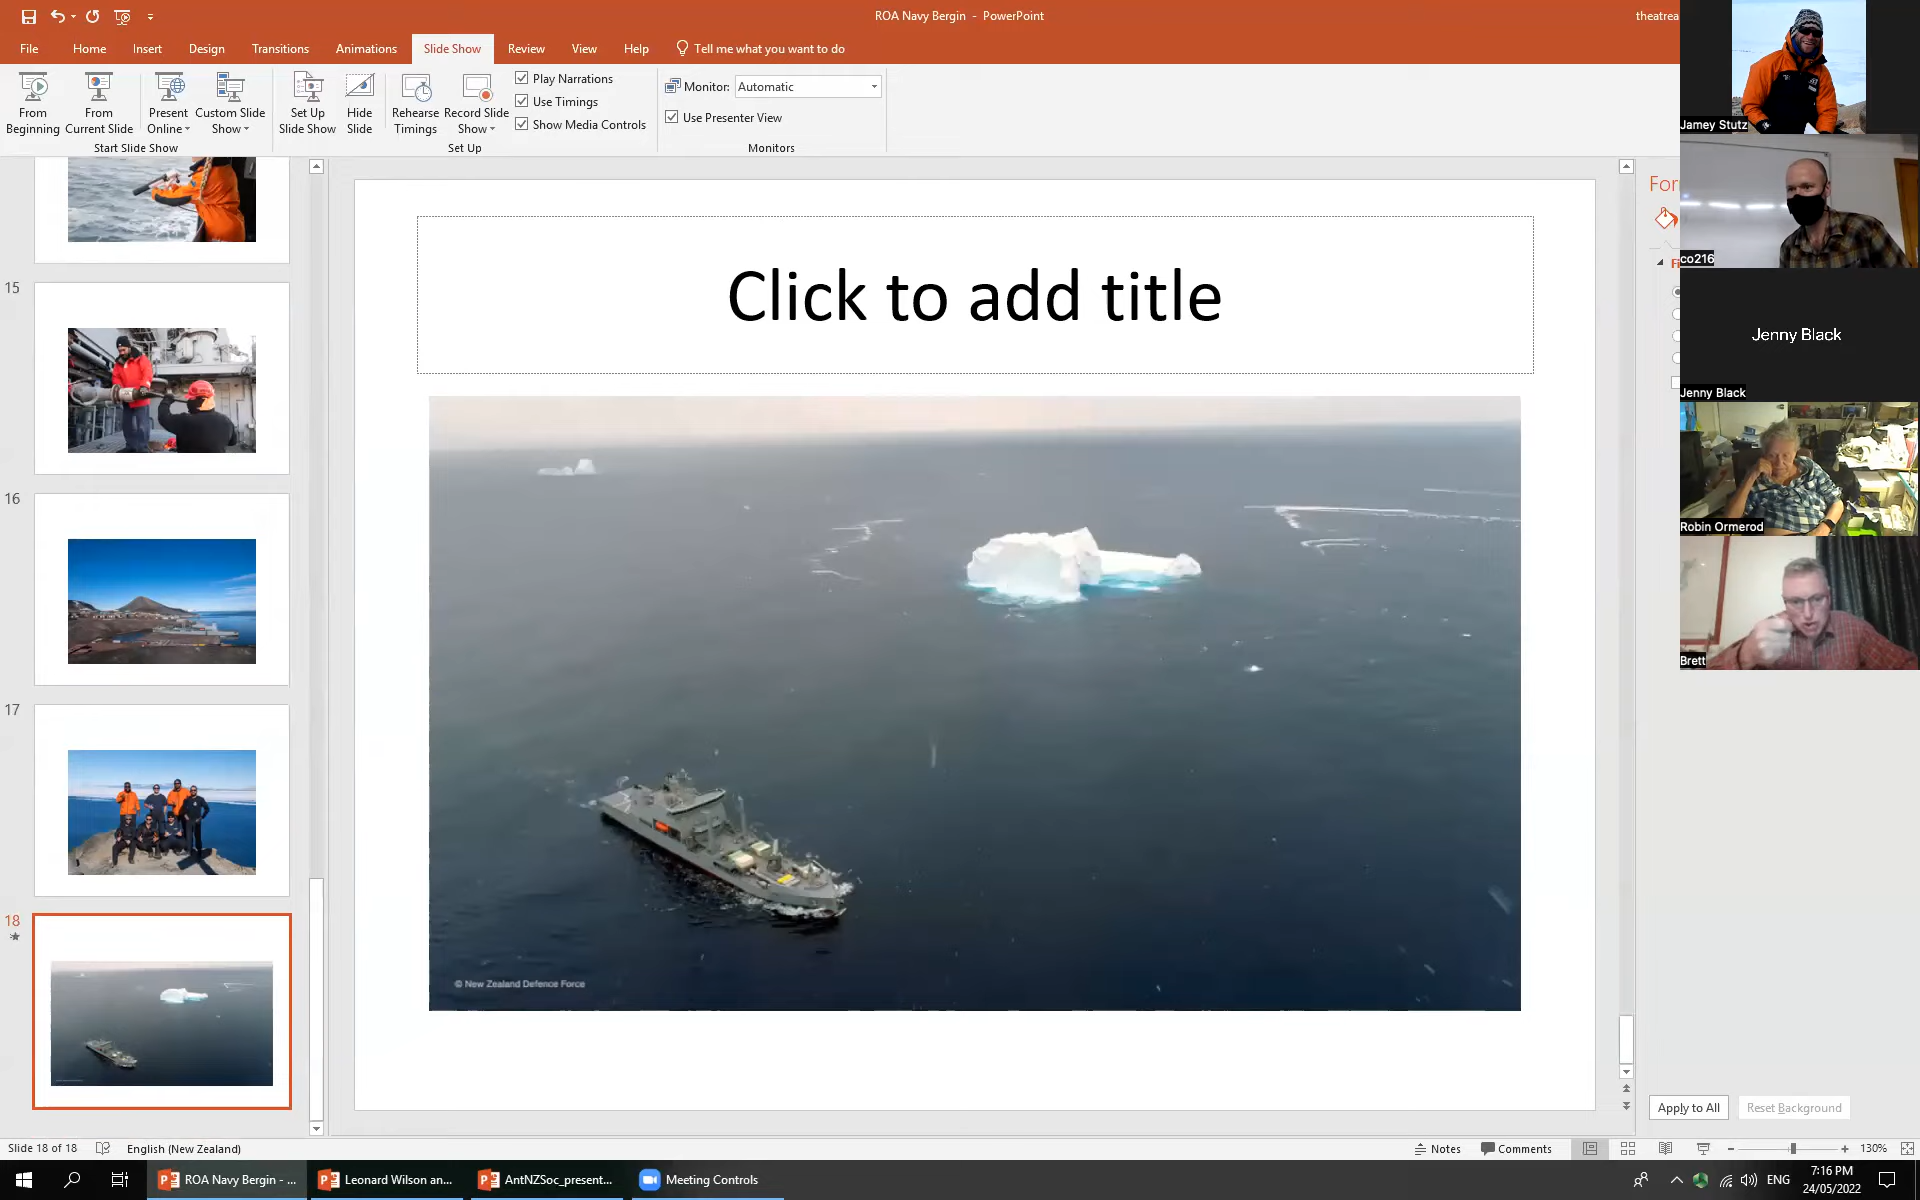 ROA Navy Bergin - PowerPoint
theatrea
File Home Insert Design Transitions Animations Slide Show Review View Help Tell me what you want to do
From Beginning
From Current Slide
Present Online
Custom Slide Show
Start Slide Show
Set Up Slide Show
Hide Slide
Rehearse Timings
Record Slide Show
Play Narrations
Use Timings
Show Media Controls
Set Up
Monitor: Automatic
Use Presenter View
Monitors
Jamey Stutz
co216
Jenny Black
Jenny Black
Robin Ormerod
Brett
For
Fi
15
16
17
18
Click to add title
© New Zealand Defence Force
Apply to All Reset Background
Slide 18 of 18 English (New Zealand) Notes Comments 130%
ROA Navy Bergin - ... Leonard Wilson an... AntNZSoc_present... Meeting Controls ENG
7:16 PM
24/05/2022